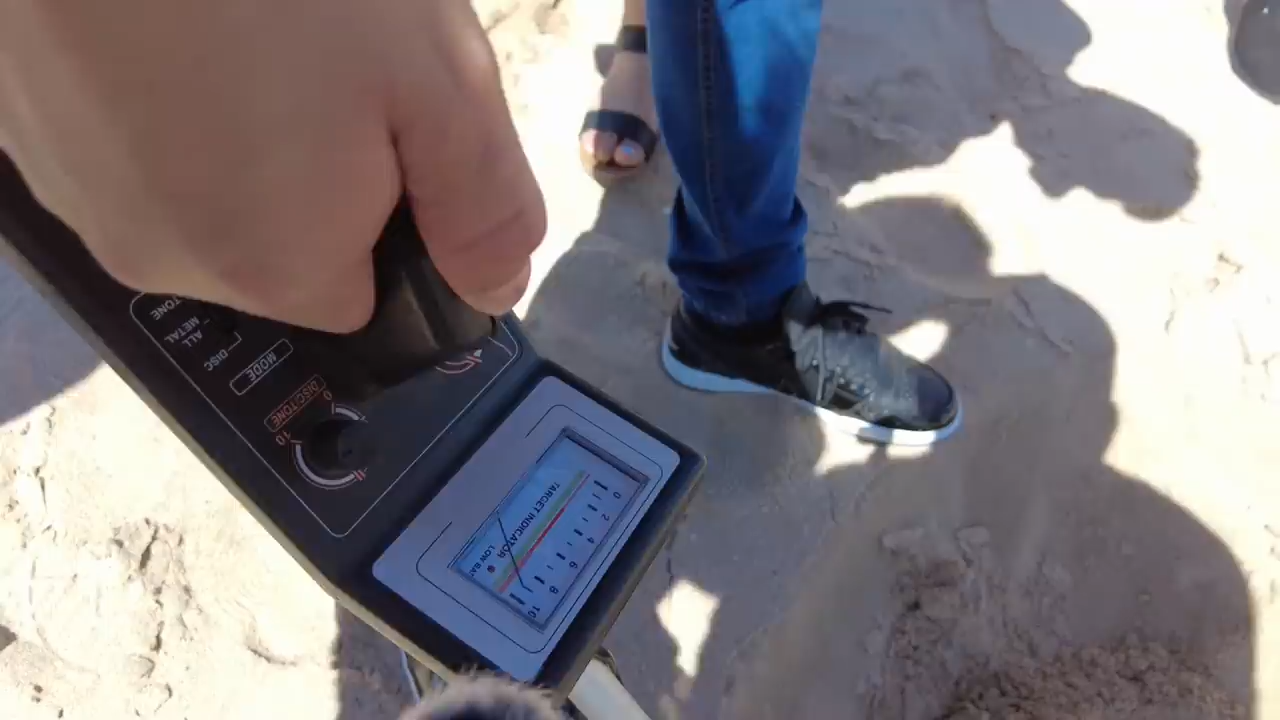 TONE
ALL
METAL
DISC
MODE
DISC/TONE
0
10
TARGET INDICATOR
0 2 4 6 8 10
LOW BAT